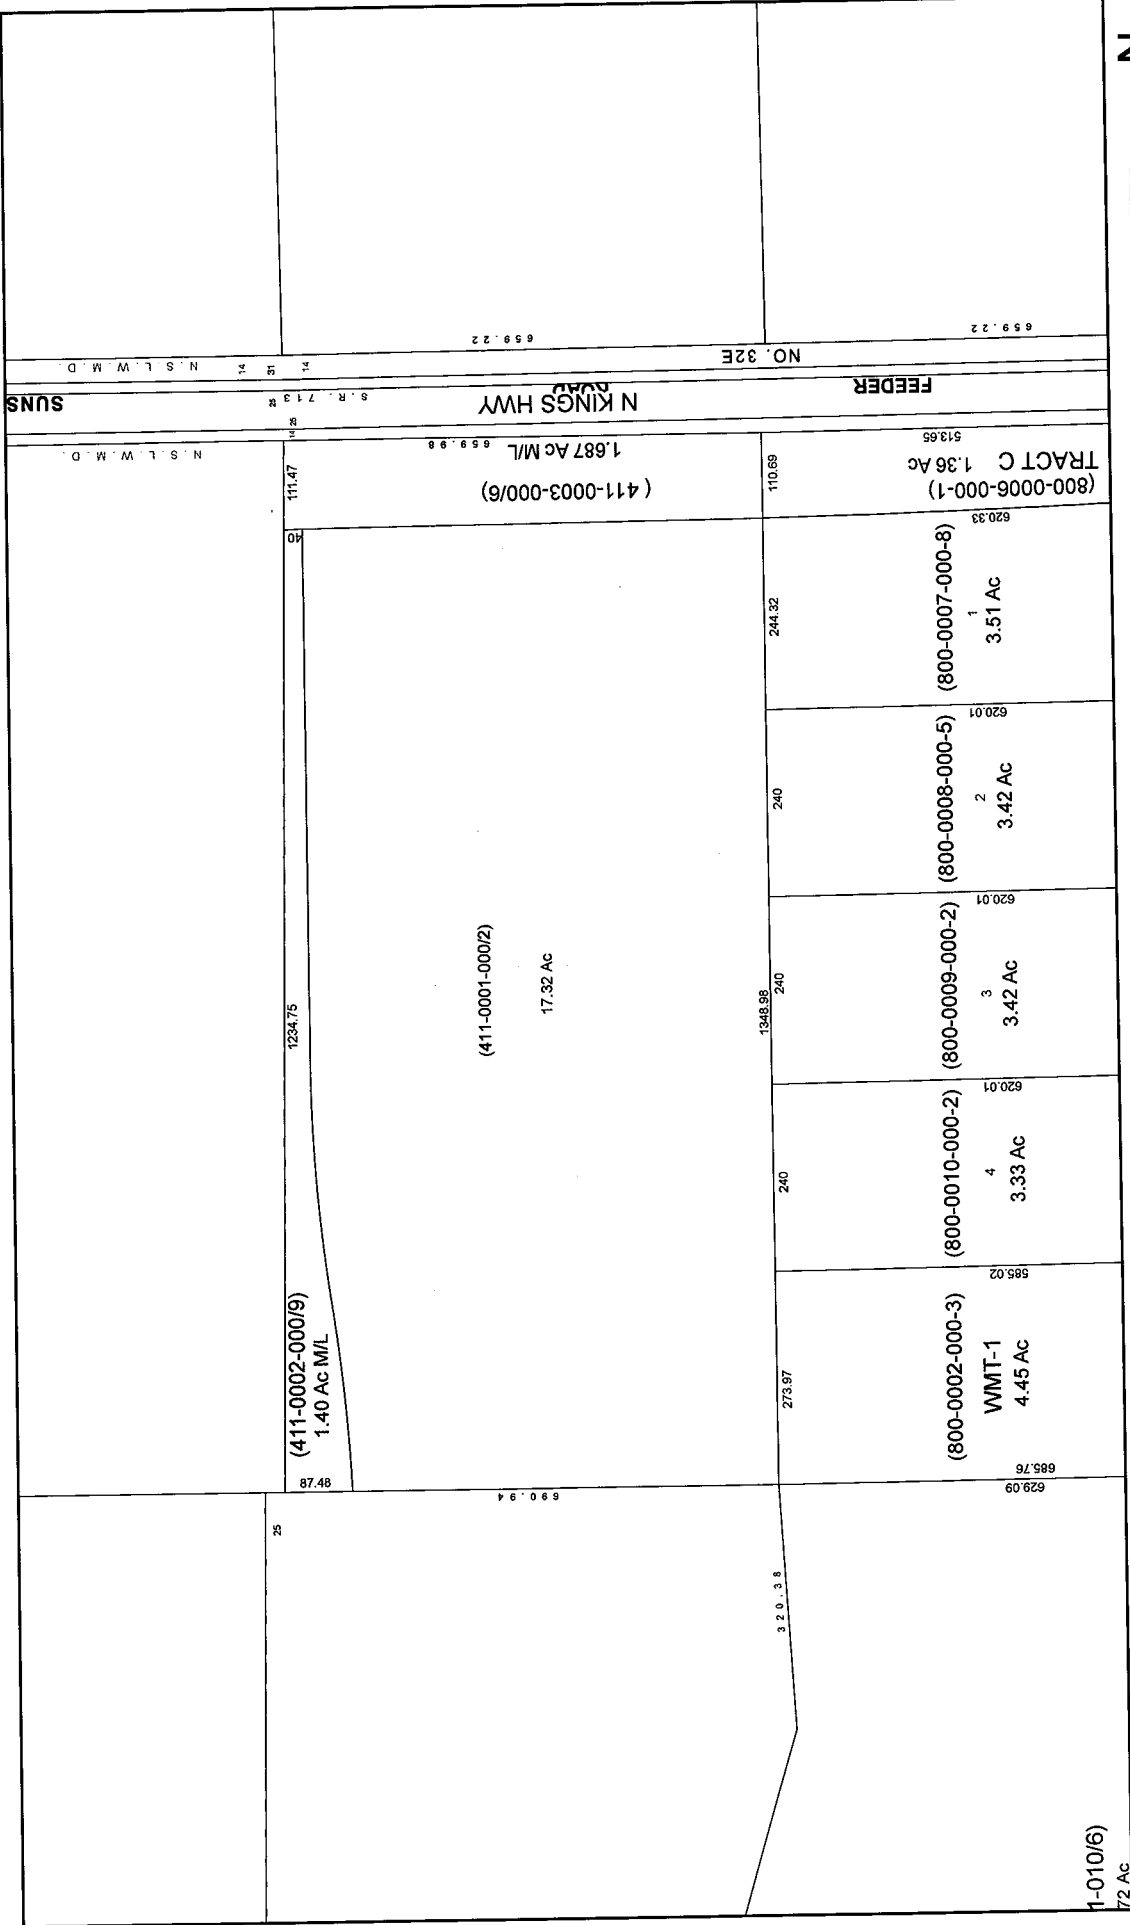 N
N.S.L.W.M.D.
SUNS
14
31
14
25
S.R. 713
14
25
N.S.L.W.M.D.
659.22
NO. 32E
659.22
N KINGS HWY
ROAD
FEEDER
659.98
1.687 Ac M/L
(411-0003-000/6)
111.47
110.69
513.65
TRACT C 1.36 Ac
(800-0006-000-1)
40
1234.75
(411-0001-000/2)
17.32 Ac
1348.98
(411-0002-000/9)
1.40 Ac M/L
87.48
690.94
25
320.38
244.32
620.33
(800-0007-000-8)
1
3.51 Ac
240
620.01
(800-0008-000-5)
2
3.42 Ac
240
620.01
(800-0009-000-2)
3
3.42 Ac
240
620.01
(800-0010-000-2)
4
3.33 Ac
273.97
585.02
(800-0002-000-3)
WMT-1
4.45 Ac
685.76
629.09
1-010/6)
72 Ac